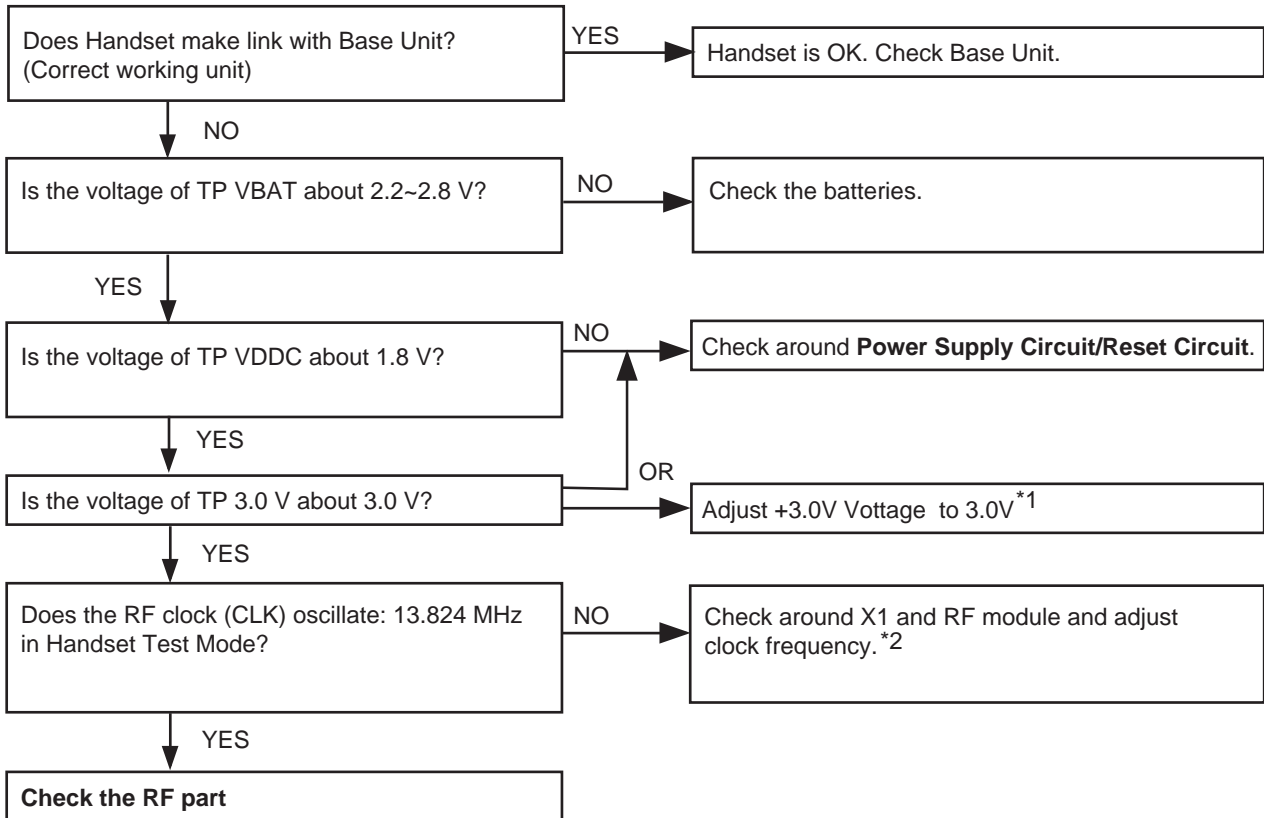 Does Handset make link with Base Unit?
(Correct working unit)
YES
Handset is OK. Check Base Unit.
NO
Is the voltage of TP VBAT about 2.2~2.8 V?
NO
Check the batteries.
YES
Is the voltage of TP VDDC about 1.8 V?
NO
Check around Power Supply Circuit/Reset Circuit.
YES
Is the voltage of TP 3.0 V about 3.0 V?
OR
Adjust +3.0V Vottage to 3.0V*1
YES
Does the RF clock (CLK) oscillate: 13.824 MHz
in Handset Test Mode?
NO
Check around X1 and RF module and adjust
clock frequency.*2
YES
Check the RF part